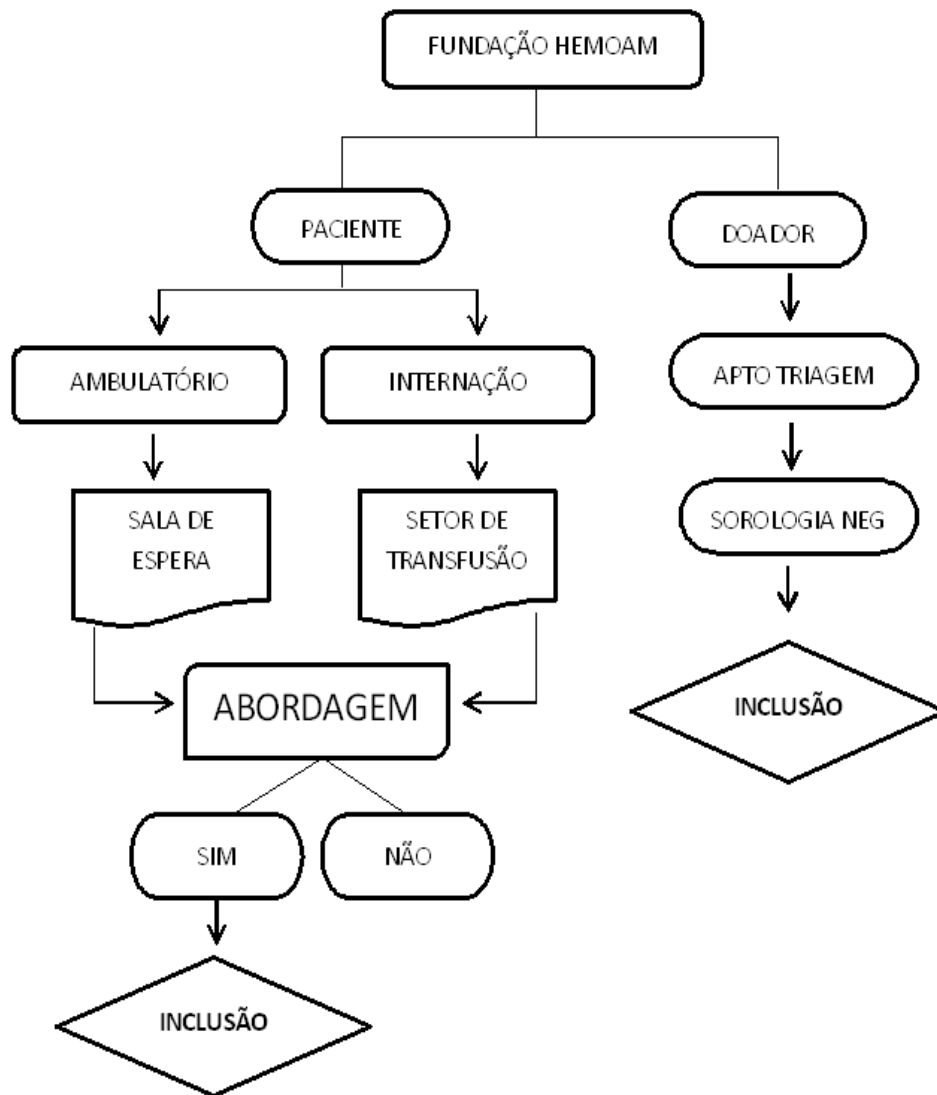 FUNDAÇÃO HEMOAM
PACIENTE
DOADOR
AMBULATÓRIO
INTERNAÇÃO
APTO TRIAGEM
SALA DE
ESPERA
SETOR DE
TRANSFUSÃO
SOROLOGIA NEG
ABORDAGEM
INCLUSÃO
SIM
NÃO
INCLUSÃO